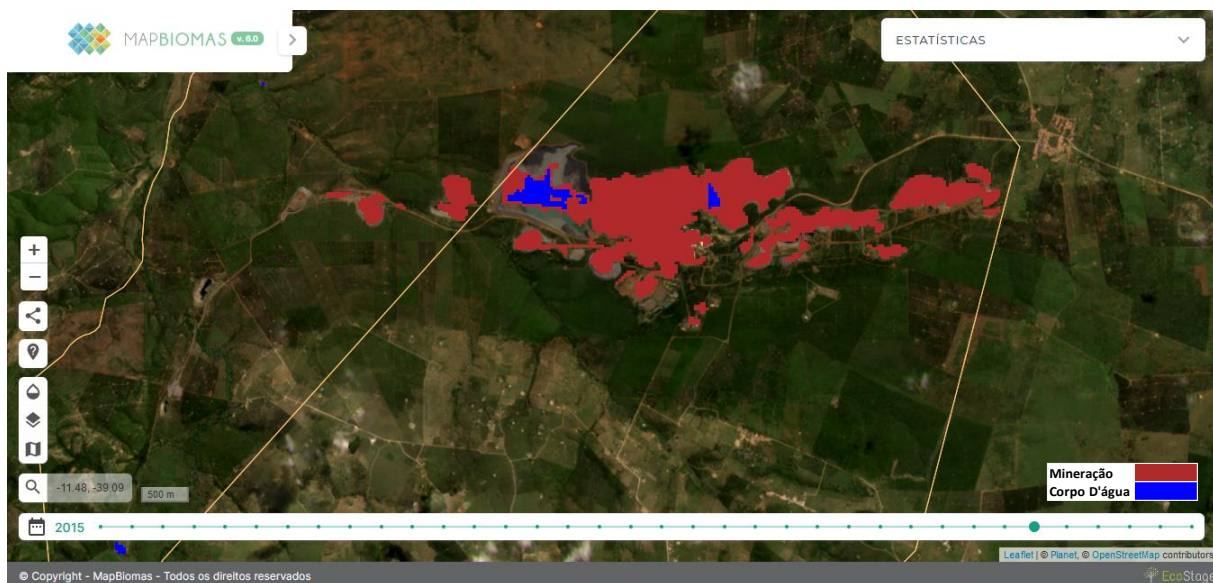 MAPBIOMAS v. 6.0
ESTATÍSTICAS
+
−
-11.48, -39.09
500 m
Mineração
Corpo D'água
2015
Leaflet | © Planet, © OpenStreetMap contributors
© Copyright - MapBiomas - Todos os direitos reservados
EcoStage